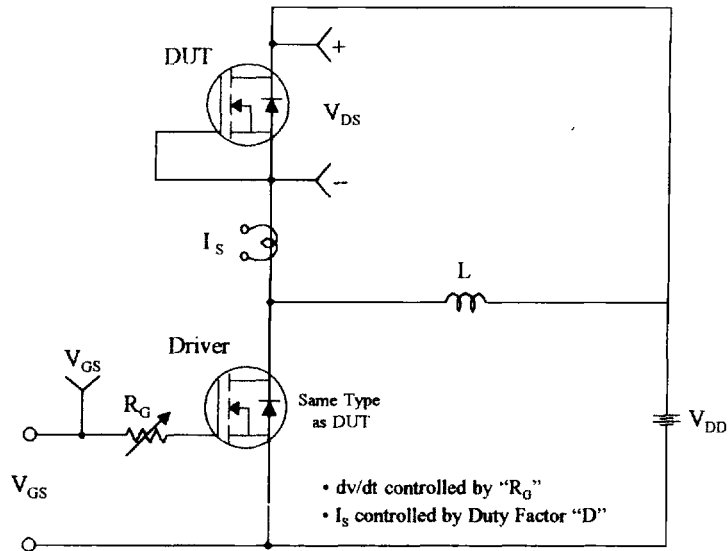 DUT
+
V_DS
–
I_S
L
Driver
V_GS
R_G
Same Type
as DUT
V_DD
V_GS
• dv/dt controlled by “R_G”
• I_S controlled by Duty Factor “D”